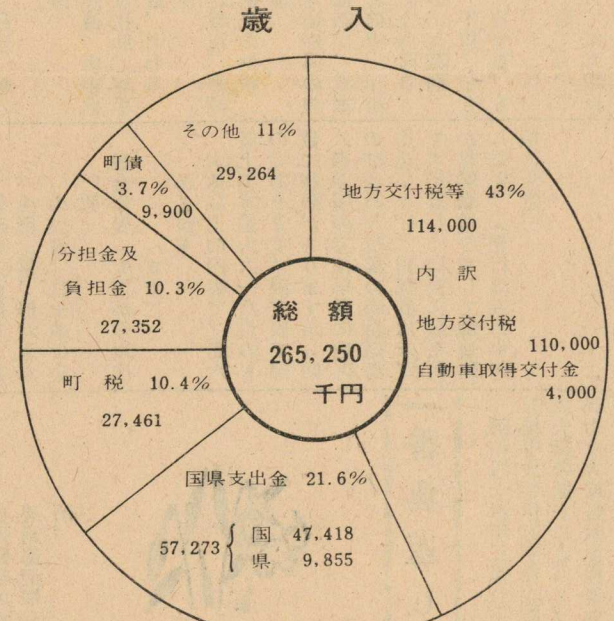 歳 入
その他 11%
29,264
町債
3.7%
9,900
分担金及
負担金 10.3%
27,352
町 税 10.4%
27,461
地方交付税等 43%
114,000
内 訳
地方交付税
110,000
自動車取得交付金
4,000
総 額
265,250
千円
国県支出金 21.6%
57,273 { 国 47,418
県 9,855